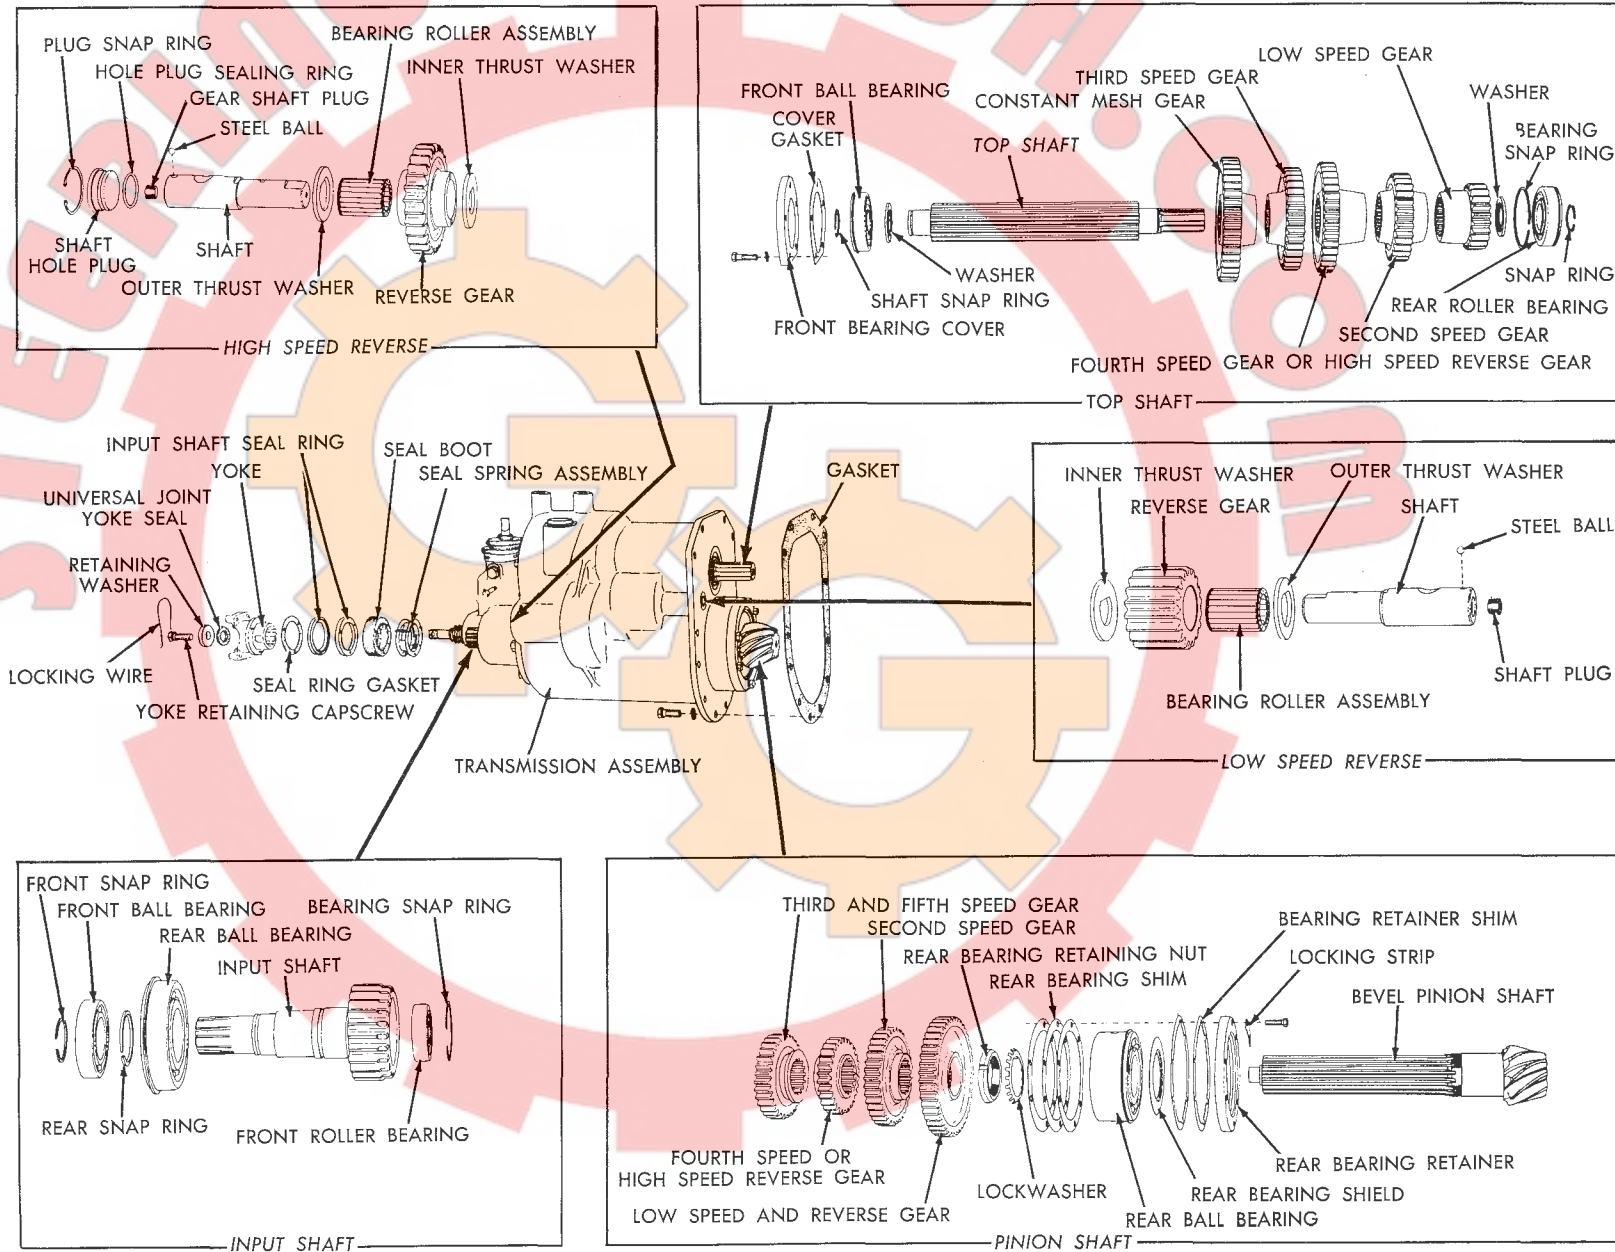 PLUG SNAP RING
HOLE PLUG SEALING RING
GEAR SHAFT PLUG
STEEL BALL
BEARING ROLLER ASSEMBLY
INNER THRUST WASHER
SHAFT
HOLE PLUG
SHAFT
OUTER THRUST WASHER
REVERSE GEAR
HIGH SPEED REVERSE
FRONT BALL BEARING
COVER
GASKET
THIRD SPEED GEAR
CONSTANT MESH GEAR
TOP SHAFT
LOW SPEED GEAR
WASHER
BEARING
SNAP RING
WASHER
SHAFT SNAP RING
FRONT BEARING COVER
SNAP RING
REAR ROLLER BEARING
SECOND SPEED GEAR
FOURTH SPEED GEAR OR HIGH SPEED REVERSE GEAR
TOP SHAFT
INPUT SHAFT SEAL RING
YOKE
UNIVERSAL JOINT
YOKE SEAL
RETAINING
WASHER
LOCKING WIRE
SEAL BOOT
SEAL SPRING ASSEMBLY
SEAL RING GASKET
YOKE RETAINING CAPSCREW
TRANSMISSION ASSEMBLY
GASKET
INNER THRUST WASHER
REVERSE GEAR
OUTER THRUST WASHER
SHAFT
STEEL BALL
SHAFT PLUG
BEARING ROLLER ASSEMBLY
LOW SPEED REVERSE
FRONT SNAP RING
FRONT BALL BEARING
REAR BALL BEARING
INPUT SHAFT
BEARING SNAP RING
REAR SNAP RING
FRONT ROLLER BEARING
INPUT SHAFT
THIRD AND FIFTH SPEED GEAR
SECOND SPEED GEAR
REAR BEARING RETAINING NUT
REAR BEARING SHIM
BEARING RETAINER SHIM
LOCKING STRIP
BEVEL PINION SHAFT
FOURTH SPEED OR
HIGH SPEED REVERSE GEAR
LOW SPEED AND REVERSE GEAR
LOCKWASHER
REAR BEARING RETAINER
REAR BEARING SHIELD
REAR BALL BEARING
PINION SHAFT